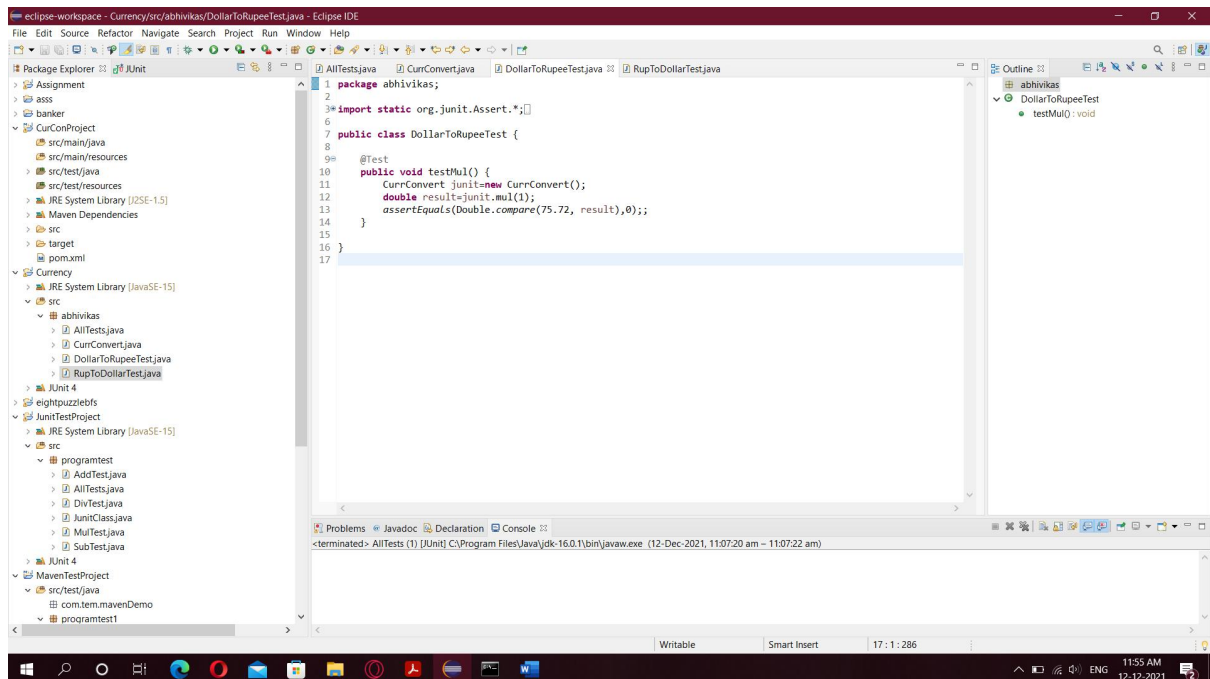 eclipse-workspace - Currency/src/abhivikas/DollarToRupeeTest.java - Eclipse IDE
File Edit Source Refactor Navigate Search Project Run Window Help
Package Explorer JUnit
Assignment
asss
banker
CurConProject
src/main/java
src/main/resources
src/test/java
src/test/resources
JRE System Library [J2SE-1.5]
Maven Dependencies
src
target
pom.xml
Currency
JRE System Library [JavaSE-15]
src
abhivikas
AllTests.java
CurrConvert.java
DollarToRupeeTest.java
RupToDollarTest.java
JUnit 4
eightpuzzlebfs
JunitTestProject
JRE System Library [JavaSE-15]
src
programtest
AddTest.java
AllTests.java
DivTest.java
JunitClass.java
MulTest.java
SubTest.java
JUnit 4
MavenTestProject
src/test/java
com.tem.mavenDemo
programtest1
AllTests.java CurrConvert.java DollarToRupeeTest.java RupToDollarTest.java
1 package abhivikas;
2
3 import static org.junit.Assert.*;
6
7 public class DollarToRupeeTest {
8
9 @Test
10 public void testMul() {
11 CurrConvert junit=new CurrConvert();
12 double result=junit.mul(1);
13 assertEquals(Double.compare(75.72, result),0);;
14 }
15
16 }
17
Outline
abhivikas
DollarToRupeeTest
testMul() : void
Problems Javadoc Declaration Console
<terminated> AllTests (1) [JUnit] C:\Program Files\Java\jdk-16.0.1\bin\javaw.exe (12-Dec-2021, 11:07:20 am – 11:07:22 am)
Writable Smart Insert 17 : 1 : 286
ENG 11:55 AM
12-12-2021